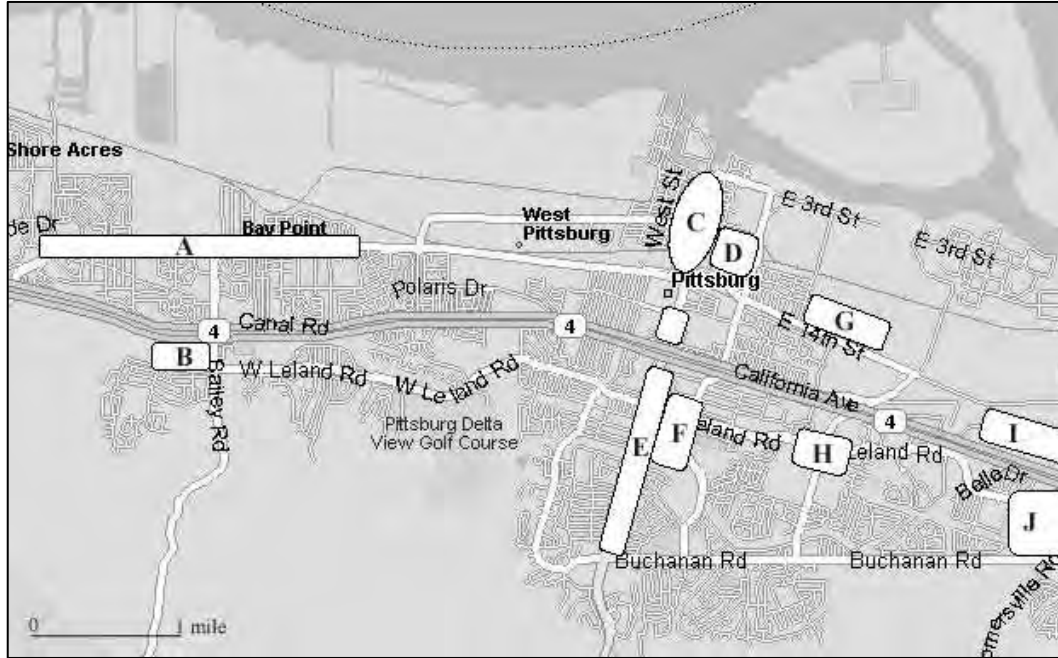 Shore Acres
de Dr
A
Bay Point
West
Pittsburg
West St
C
D
E 3rd St
E 3rd St
Pittsburg
Polaris Dr
G
E 14th St
4
Canal Rd
4
B
W Leland Rd
W Leland Rd
Bailey Rd
California Ave
4
Pittsburg Delta
View Golf Course
E
F
eland Rd
H
Leland Rd
I
Belle Dr
J
Buchanan Rd
Buchanan Rd
omersville Rd
0
1 mile